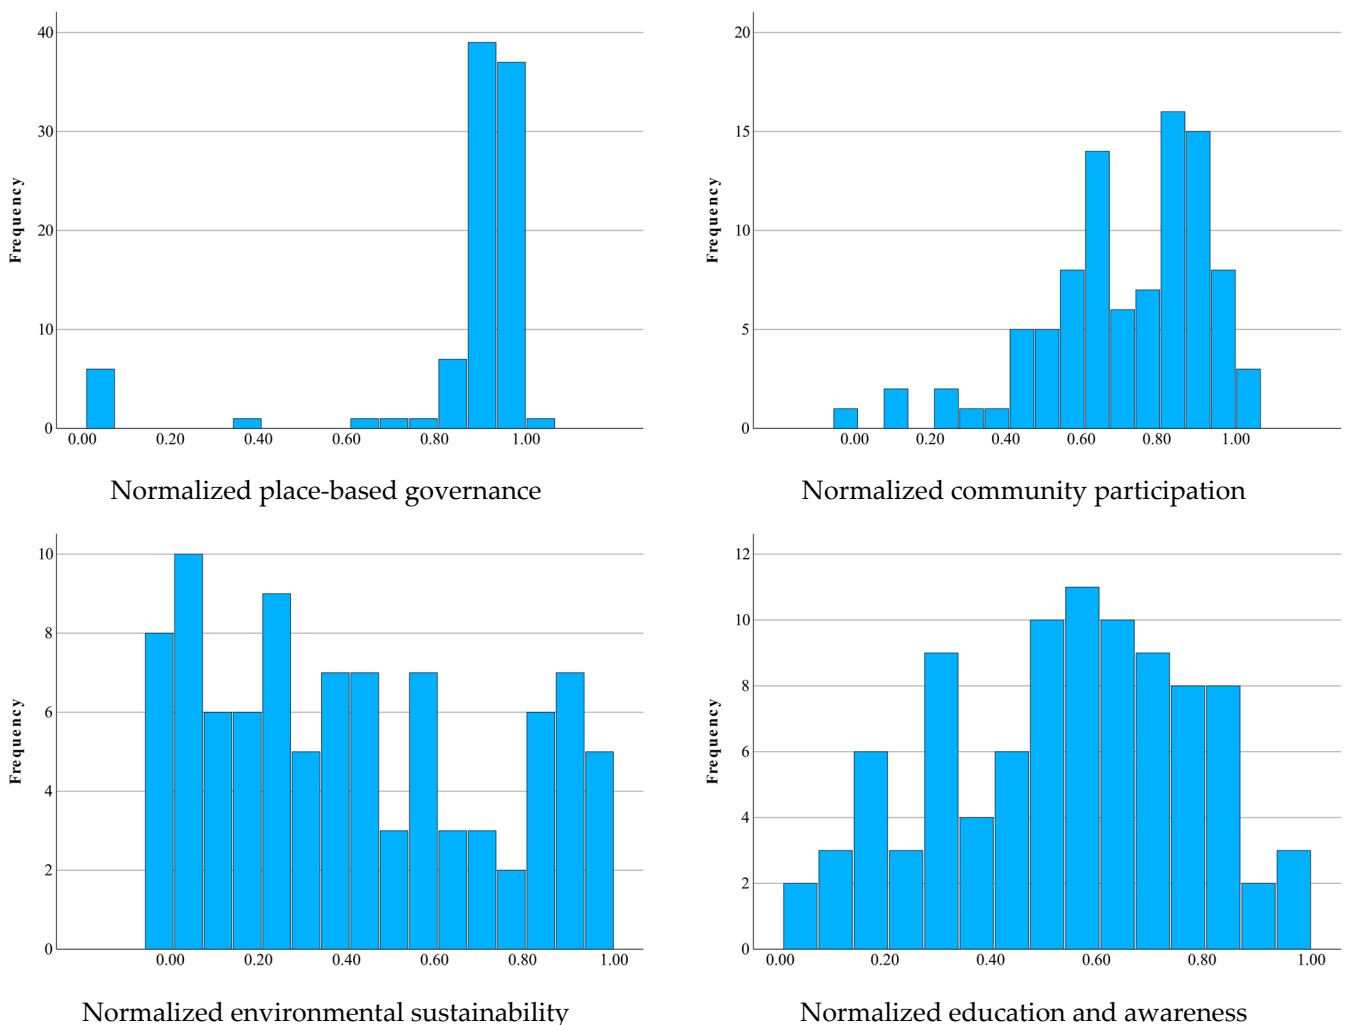 40
30
20
10
0
Frequency
0.00 0.20 0.40 0.60 0.80 1.00
Normalized place-based governance
20
15
10
5
0
Frequency
0.00 0.20 0.40 0.60 0.80 1.00
Normalized community participation
10
8
6
4
2
0
Frequency
0.00 0.20 0.40 0.60 0.80 1.00
Normalized environmental sustainability
12
10
8
6
4
2
0
Frequency
0.00 0.20 0.40 0.60 0.80 1.00
Normalized education and awareness